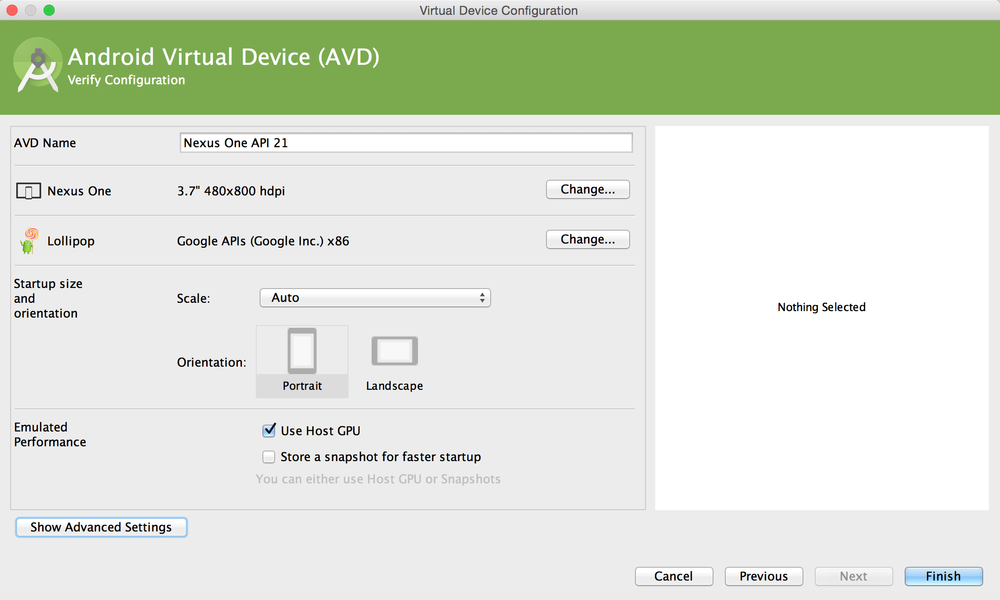 Virtual Device Configuration
Android Virtual Device (AVD)
Verify Configuration
AVD Name
Nexus One API 21
Nexus One
3.7" 480x800 hdpi
Change...
Lollipop
Google APIs (Google Inc.) x86
Change...
Startup size
and
orientation
Scale:
Auto
Orientation:
Portrait
Landscape
Emulated
Performance
Use Host GPU
Store a snapshot for faster startup
You can either use Host GPU or Snapshots
Nothing Selected
Show Advanced Settings
Cancel
Previous
Next
Finish